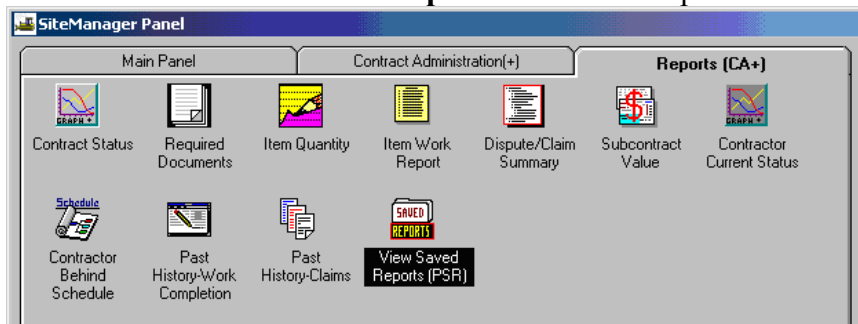 SiteManager Panel
Main Panel
Contract Administration(+)
Reports (CA+)
GRAPH +
GRAPH +
Contract Status
Required
Documents
Item Quantity
Item Work
Report
Dispute/Claim
Summary
Subcontract
Value
Contractor
Current Status
Schedule
SAVED
REPORTS
Contractor
Behind
Schedule
Past
History-Work
Completion
Past
History-Claims
View Saved
Reports (PSR)